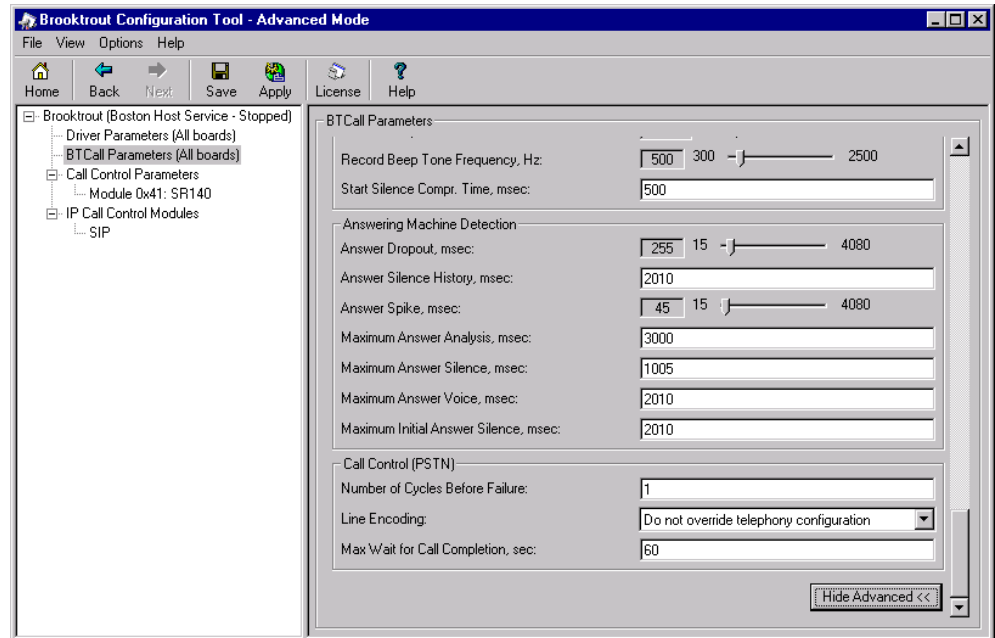 Brooktrout Configuration Tool - Advanced Mode
File View Options Help
Home Back Next Save Apply License Help
Brooktrout (Boston Host Service - Stopped)
Driver Parameters (All boards)
BTCall Parameters (All boards)
Call Control Parameters
Module 0x41: SR140
IP Call Control Modules
SIP
BTCall Parameters
Record Beep Tone Frequency, Hz: 500 300 2500
Start Silence Compr. Time, msec: 500
Answering Machine Detection
Answer Dropout, msec: 255 15 4080
Answer Silence History, msec: 2010
Answer Spike, msec: 45 15 4080
Maximum Answer Analysis, msec: 3000
Maximum Answer Silence, msec: 1005
Maximum Answer Voice, msec: 2010
Maximum Initial Answer Silence, msec: 2010
Call Control (PSTN)
Number of Cycles Before Failure: 1
Line Encoding: Do not override telephony configuration
Max Wait for Call Completion, sec: 60
Hide Advanced <<